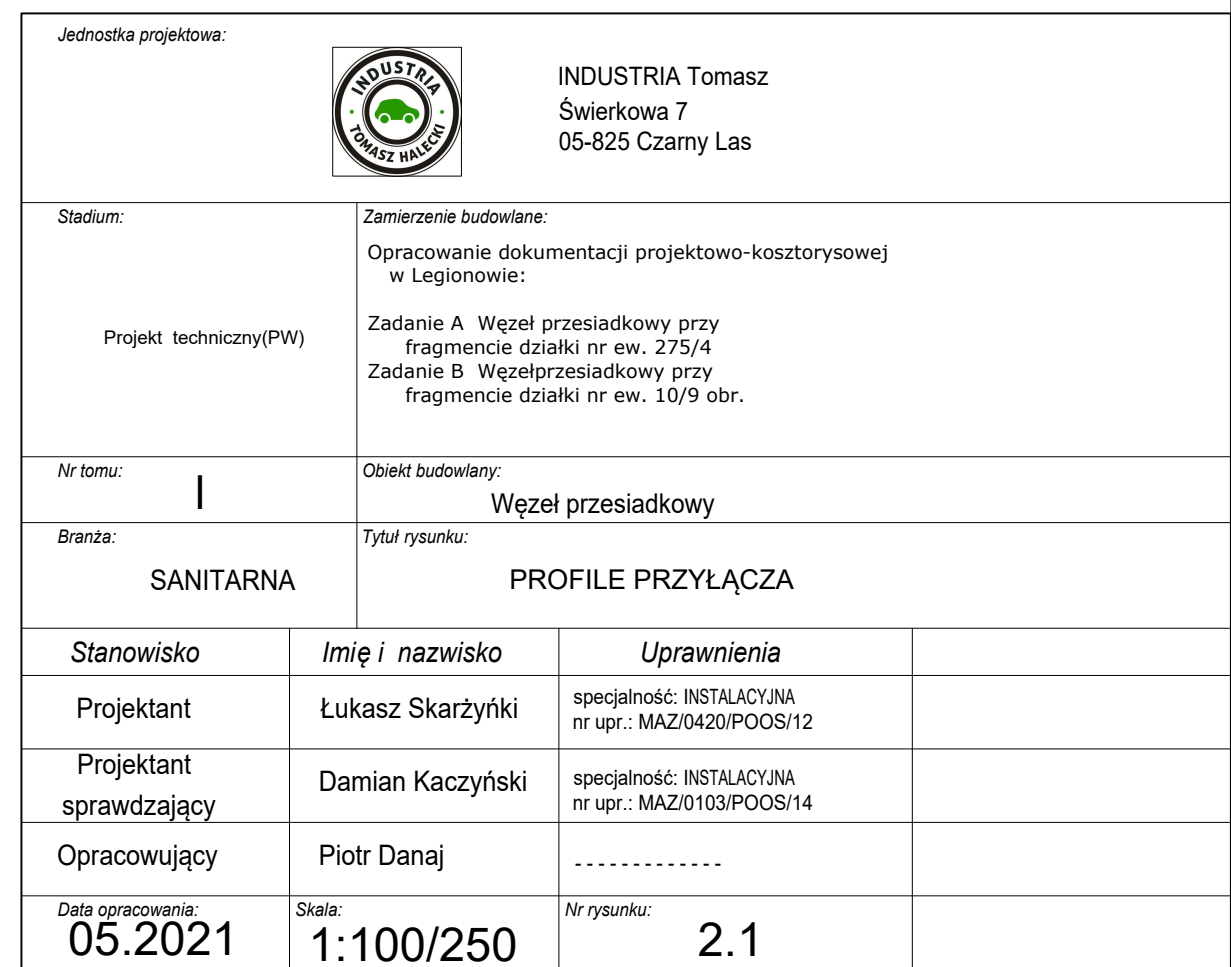 Jednostka projektowa:
INDUSTRIA
TOMASZ HALECKI
INDUSTRIA Tomasz
Świerkowa 7
05-825 Czarny Las
Stadium:
Projekt techniczny(PW)
Zamierzenie budowlane:
Opracowanie dokumentacji projektowo-kosztorysowej
w Legionowie:
Zadanie A Węzeł przesiadkowy przy
fragmencie działki nr ew. 275/4
Zadanie B Węzełprzesiadkowy przy
fragmencie działki nr ew. 10/9 obr.
Nr tomu:
I
Obiekt budowlany:
Węzeł przesiadkowy
Branża:
SANITARNA
Tytuł rysunku:
PROFILE PRZYŁĄCZA
Stanowisko Imię i nazwisko Uprawnienia
Projektant
Łukasz Skarżyńki
specjalność: INSTALACYJNA
nr upr.: MAZ/0420/POOS/12
Projektant
sprawdzający
Damian Kaczyński
specjalność: INSTALACYJNA
nr upr.: MAZ/0103/POOS/14
Opracowujący
Piotr Danaj
- - - - - - - - - - - - -
Data opracowania:
05.2021
Skala:
1:100/250
Nr rysunku:
2.1